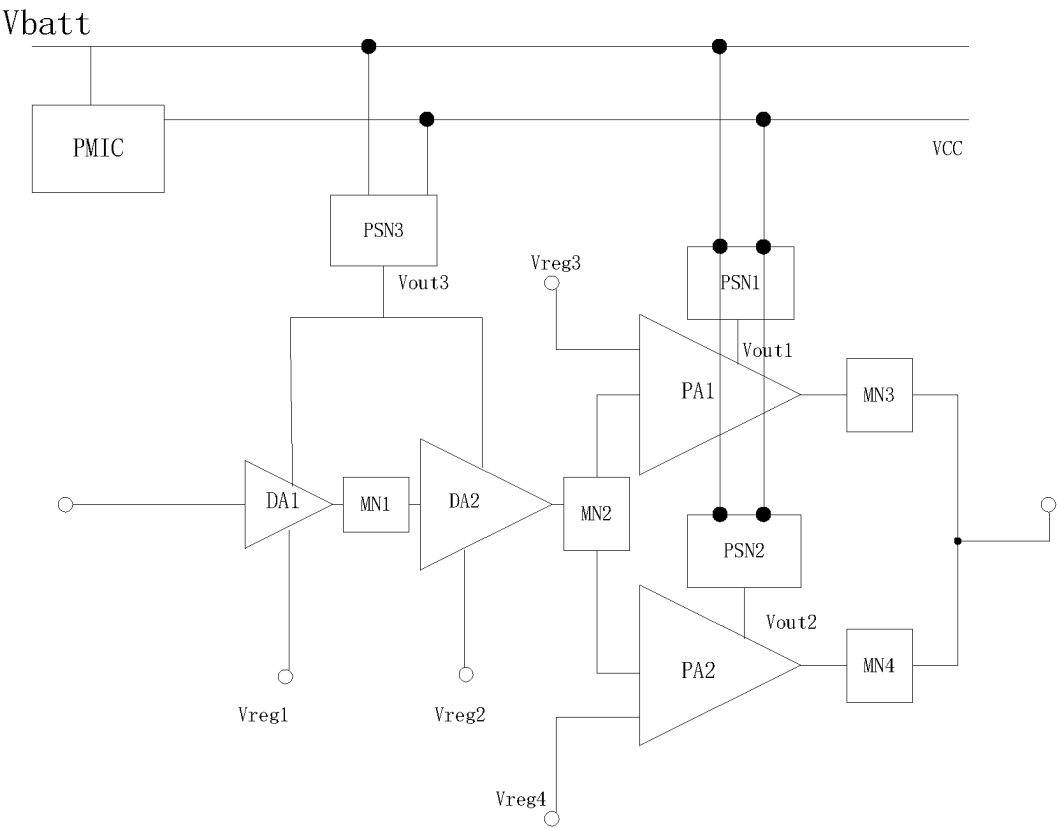 Vbatt
PMIC
VCC
PSN3
Vout3
Vreg3
PSN1
Vout1
PA1
MN3
DA1
MN1
DA2
MN2
PSN2
Vout2
PA2
MN4
Vreg1
Vreg2
Vreg4